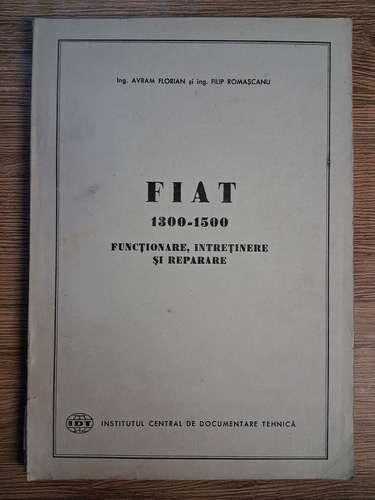 Ing. AVRAM FLORIAN și ing. FILIP ROMAȘCANU
FIAT
1300-1500
FUNCȚIONARE, INTREȚINERE
ȘI REPARARE
IDT INSTITUTUL CENTRAL DE DOCUMENTARE TEHNICĂ